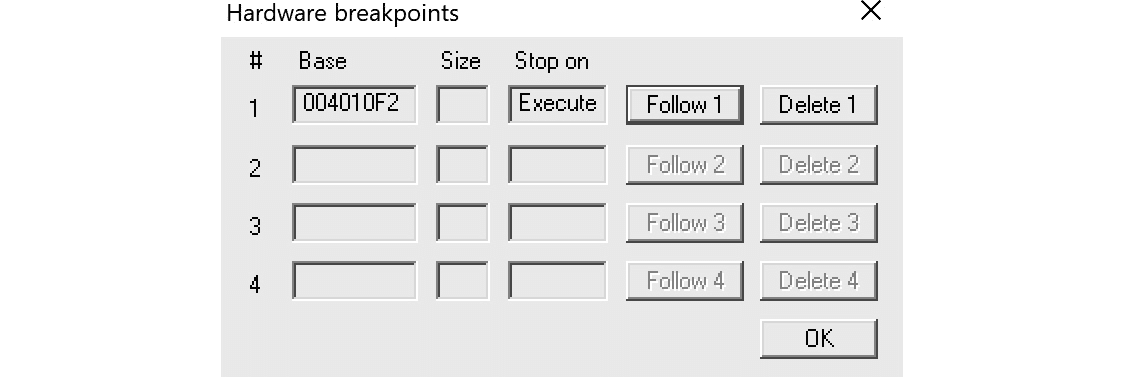 Hardware breakpoints
# Base Size Stop on
1 004010F2 Execute Follow 1 Delete 1
2 Follow 2 Delete 2
3 Follow 3 Delete 3
4 Follow 4 Delete 4
OK